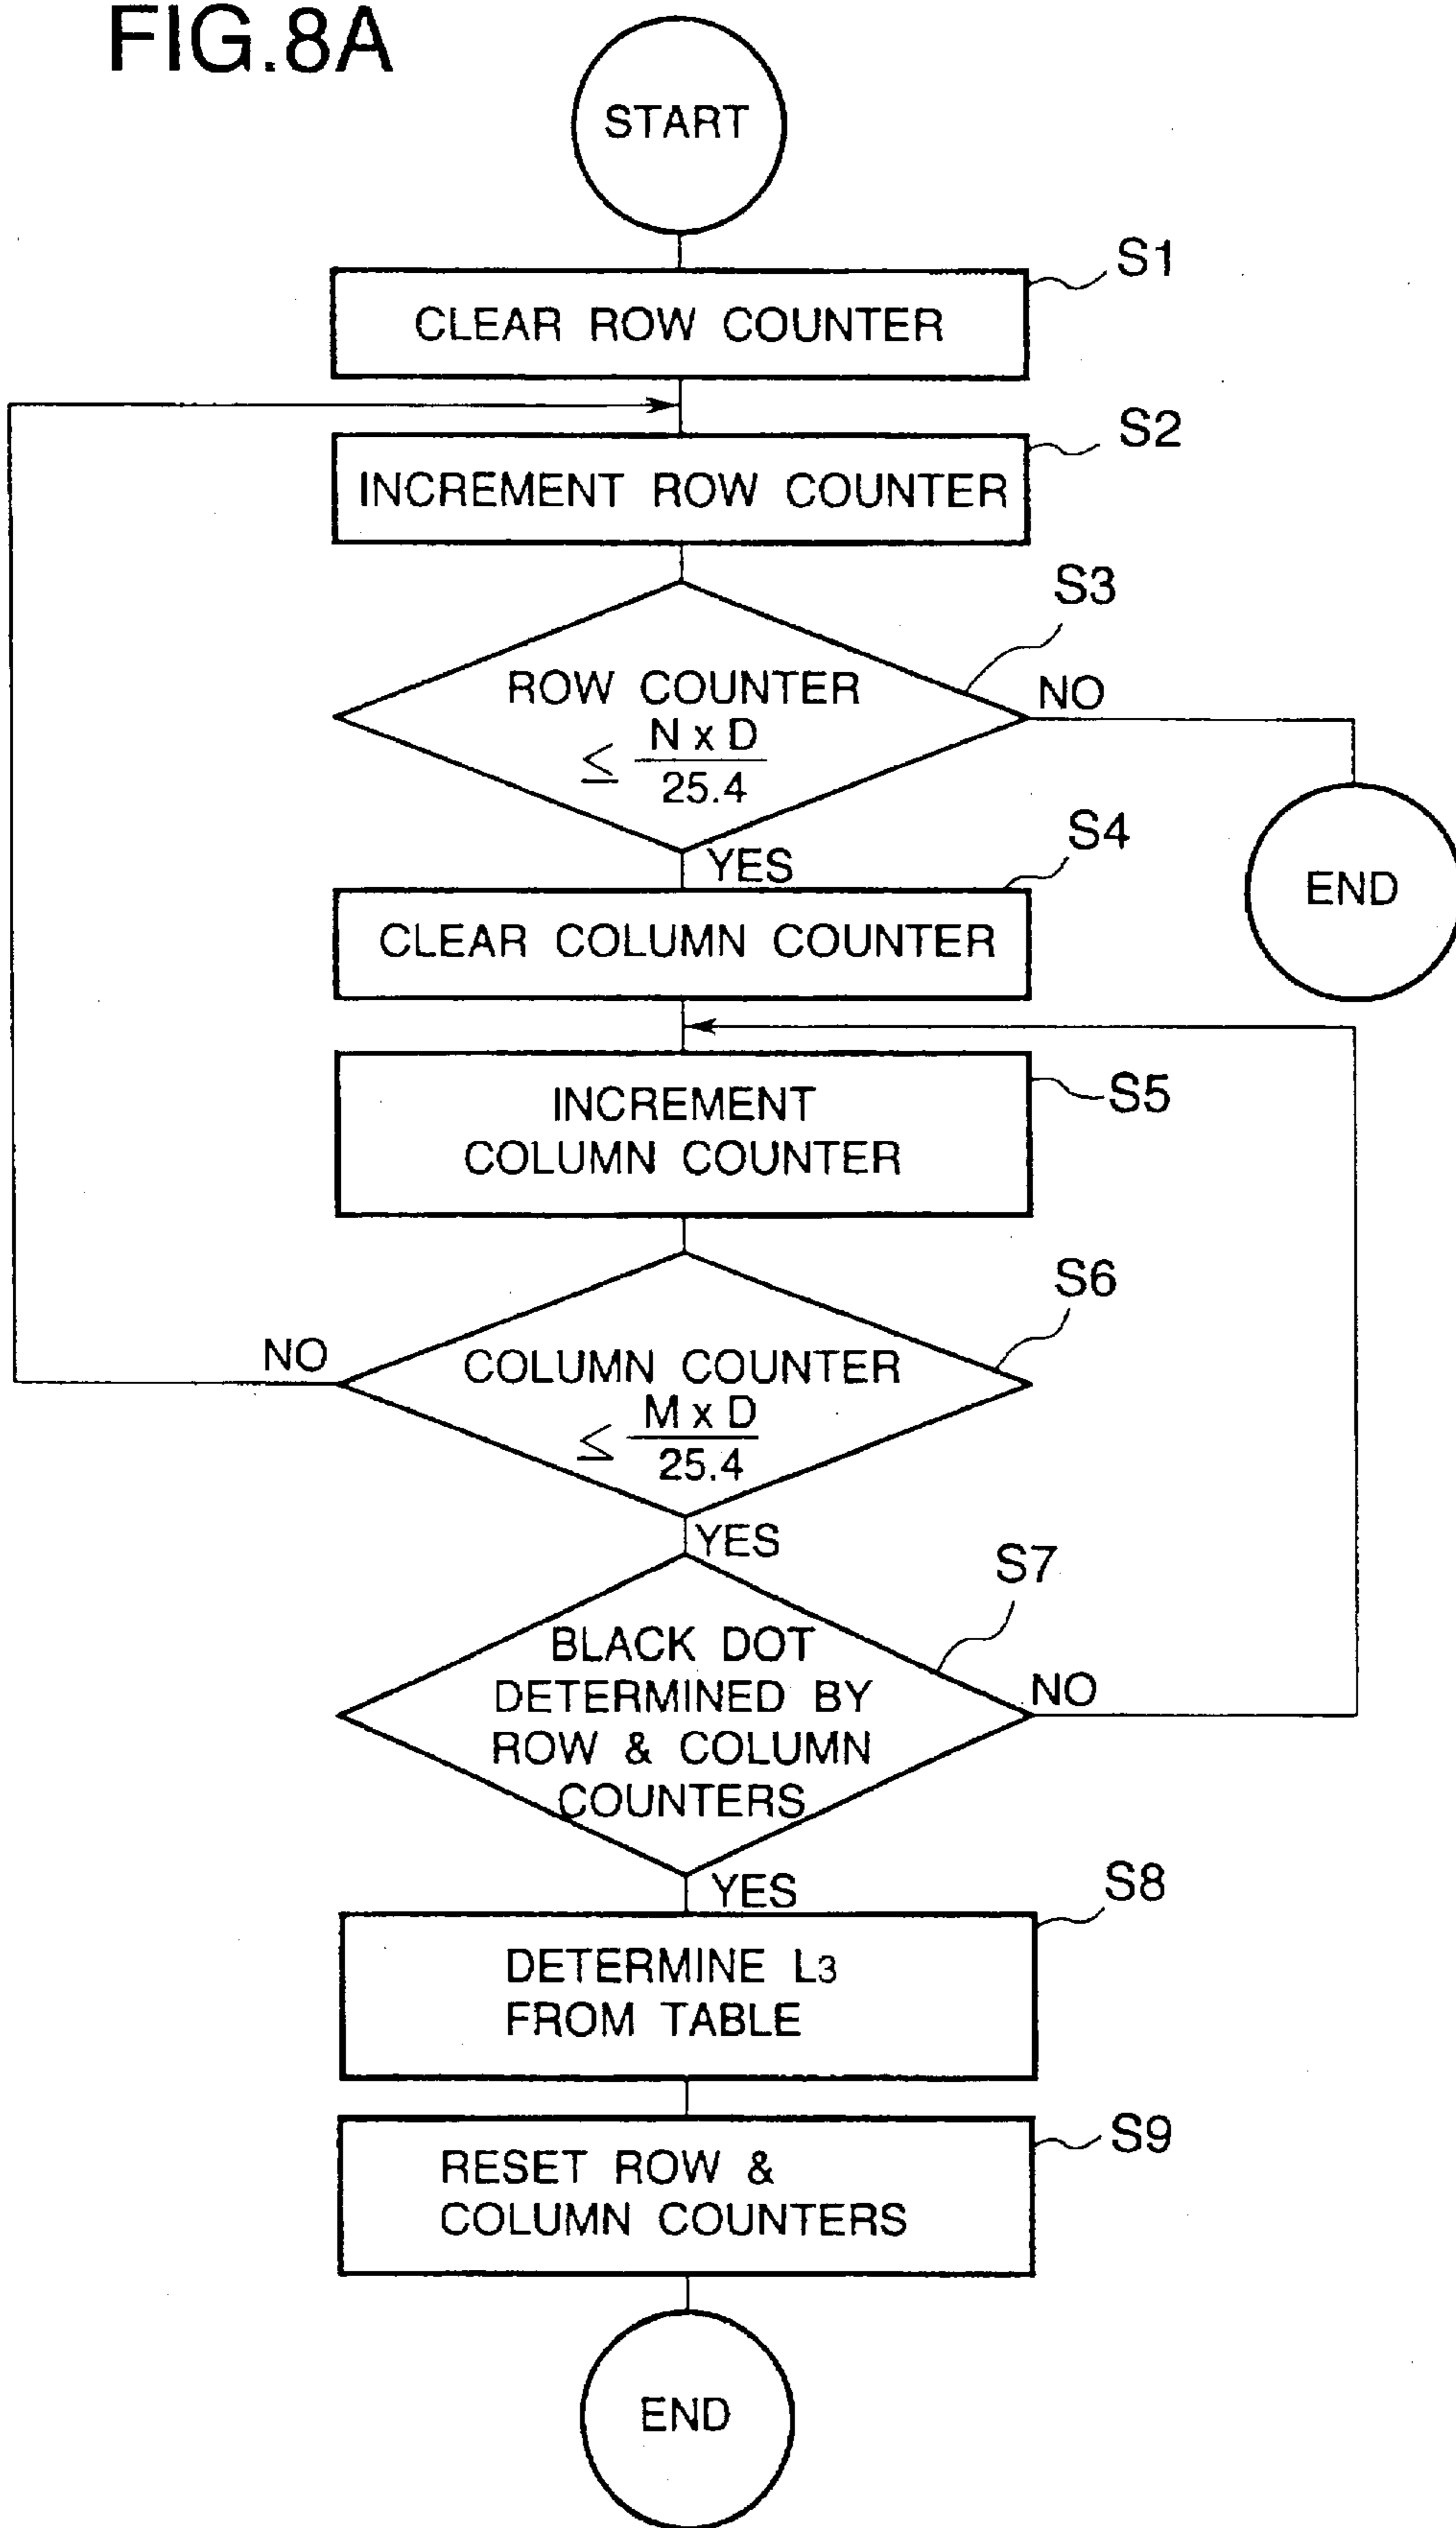 FIG.8A
START
S1
CLEAR ROW COUNTER
S2
INCREMENT ROW COUNTER
S3
ROW COUNTER
≤ N x D
25.4
NO
END
YES
S4
CLEAR COLUMN COUNTER
S5
INCREMENT
COLUMN COUNTER
S6
NO
COLUMN COUNTER
≤ M x D
25.4
YES
S7
BLACK DOT
DETERMINED BY
ROW & COLUMN
COUNTERS
NO
YES
S8
DETERMINE L3
FROM TABLE
S9
RESET ROW &
COLUMN COUNTERS
END